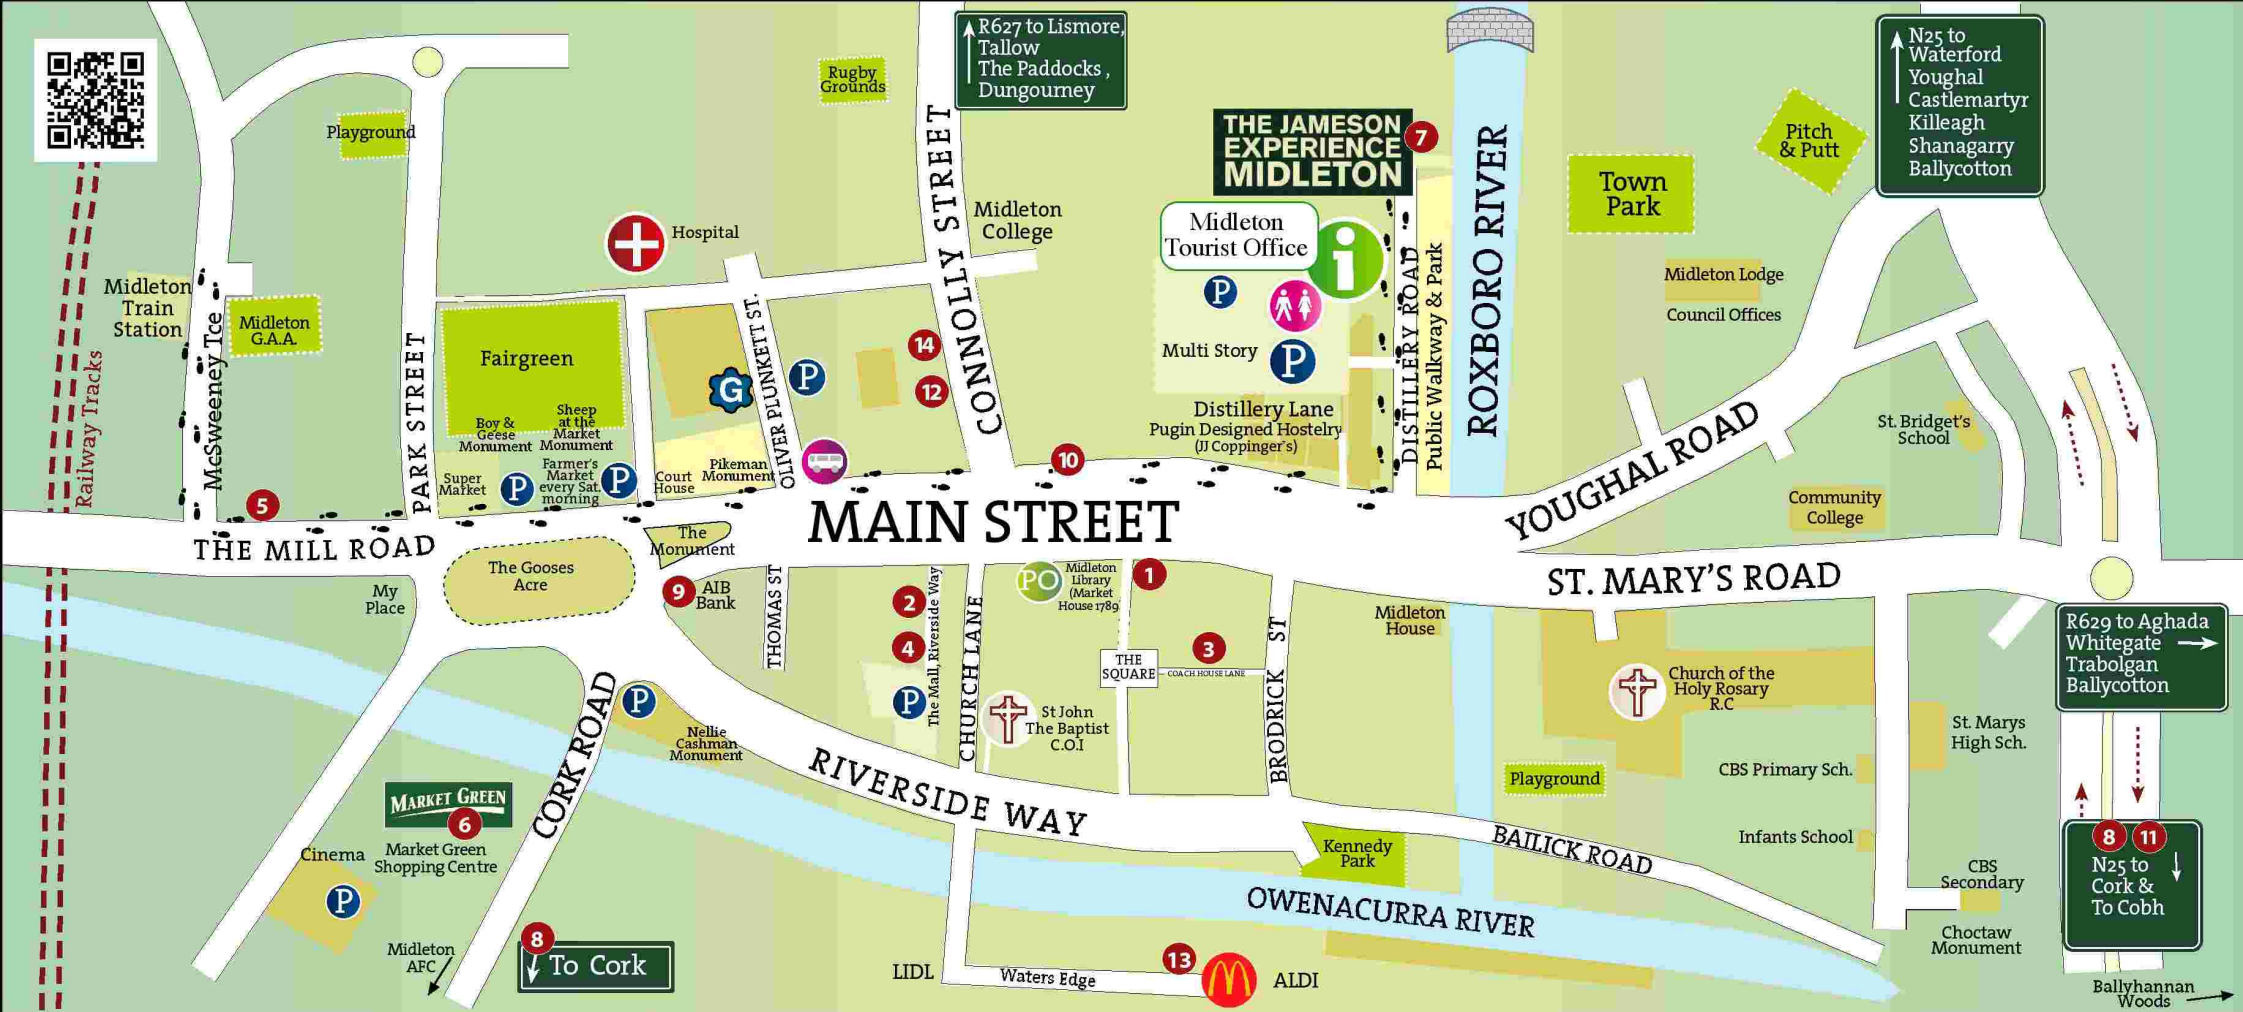 R627 to Lismore,
Tallow
The Paddocks ,
Dungourney
N25 to
Waterford
Youghal
Castlemartyr
Killeagh
Shanagarry
Ballycotton
Rugby
Grounds
Playground
THE JAMESON
EXPERIENCE
MIDLETON
7
Pitch
& Putt
Town
Park
ROXBORO RIVER
CONNOLLY STREET
Midleton
College
Hospital
Midleton
Tourist Office
i
P
Multi Story
P
DISTILLERY ROAD
Public Walkway & Park
Midleton Lodge
Council Offices
Midleton
Train
Station
McSweeney Tce
Midleton
G.A.A.
Railway Tracks
PARK STREET
Fairgreen
Boy &
Geese
Monument
Sheep
at the
Market
Monument
Super
Market
P
Farmer's
Market
every Sat.
morning
P
G
OLIVER PLUNKETT ST.
P
Court
House
Pikeman
Monument
14
12
10
Distillery Lane
Pugin Designed Hostelry
(JJ Coppinger's)
YOUGHAL ROAD
St. Bridget's
School
Community
College
5
THE MILL ROAD
MAIN STREET
The
Monument
The Gooses
Acre
My
Place
9
AIB
Bank
THOMAS ST
2
4
P
The Mall, Riverside Way
CHURCH LANE
PO
Midleton
Library
(Market
House 1789
1
THE
SQUARE
COACH HOUSE LANE
3
BRODRICK ST
Midleton
House
ST. MARY'S ROAD
R629 to Aghada
Whitegate
Trabolgan
Ballycotton
Church of the
Holy Rosary
R.C
St John
The Baptist
C.O.I
P
Nellie
Cashman
Monument
CORK ROAD
RIVERSIDE WAY
St. Marys
High Sch.
CBS Primary Sch.
Playground
Infants School
BAILICK ROAD
Kennedy
Park
OWENACURRA RIVER
MARKET GREEN
6
Market Green
Shopping Centre
Cinema
P
Midleton
AFC
8
To Cork
LIDL
Waters Edge
13
ALDI
CBS
Secondary
Choctaw
Monument
8
11
N25 to
Cork &
To Cobh
Ballyhannan
Woods